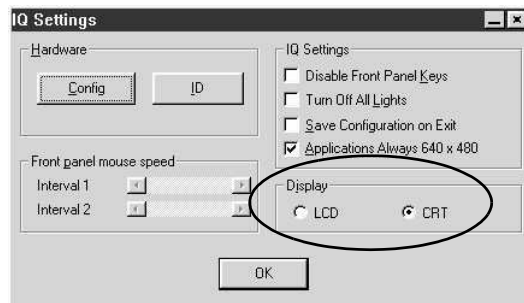 IQ Settings
Hardware
Config
ID
Front panel mouse speed
Interval 1
Interval 2
IQ Settings
Disable Front Panel Keys
Turn Off All Lights
Save Configuration on Exit
Applications Always 640 x 480
Display
LCD
CRT
OK